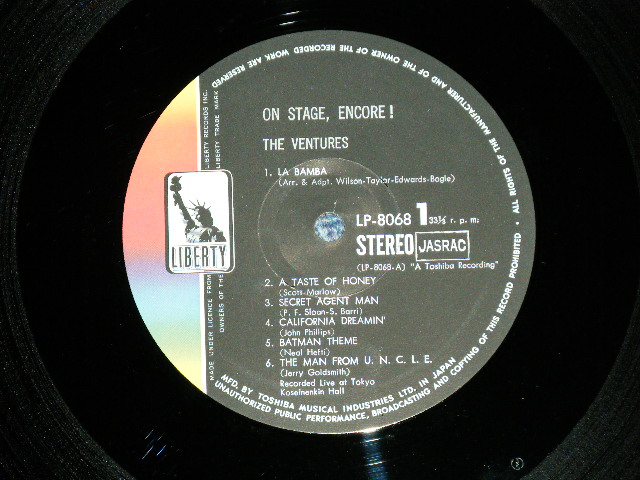 ON STAGE, ENCORE!
THE VENTURES
1. LA BAMBA
(Arr. & Adpt. Wilson-Taylor-Edwards-Bogle)
LP-8068 1 33⅓ r. p. m.
STEREO JASRAC
(LP-8068-A) "A Toshiba Recording"
2. A TASTE OF HONEY
(Scott-Marlow)
3. SECRET AGENT MAN
(P. F. Sloan-S. Barri)
4. CALIFORNIA DREAMIN'
(John Phillips)
5. BATMAN THEME
(Neal Hefti)
6. THE MAN FROM U. N. C. L. E.
(Jerry Goldsmith)
Recorded Live at Tokyo
Koseinenkin Hall
LIBERTY
MADE UNDER LICENCE FROM LIBERTY RECORDS INC.
OWNERS OF THE LIBERTY TRADE MARK
ALL RIGHTS OF THE MANUFACTURER AND OF THE OWNER OF THE RECORDED WORK ARE RESERVED
MFD. BY TOSHIBA MUSICAL INDUSTRIES LTD. IN JAPAN
UNAUTHORIZED PUBLIC PERFORMANCE, BROADCASTING AND COPYING OF THIS RECORD PROHIBITED •